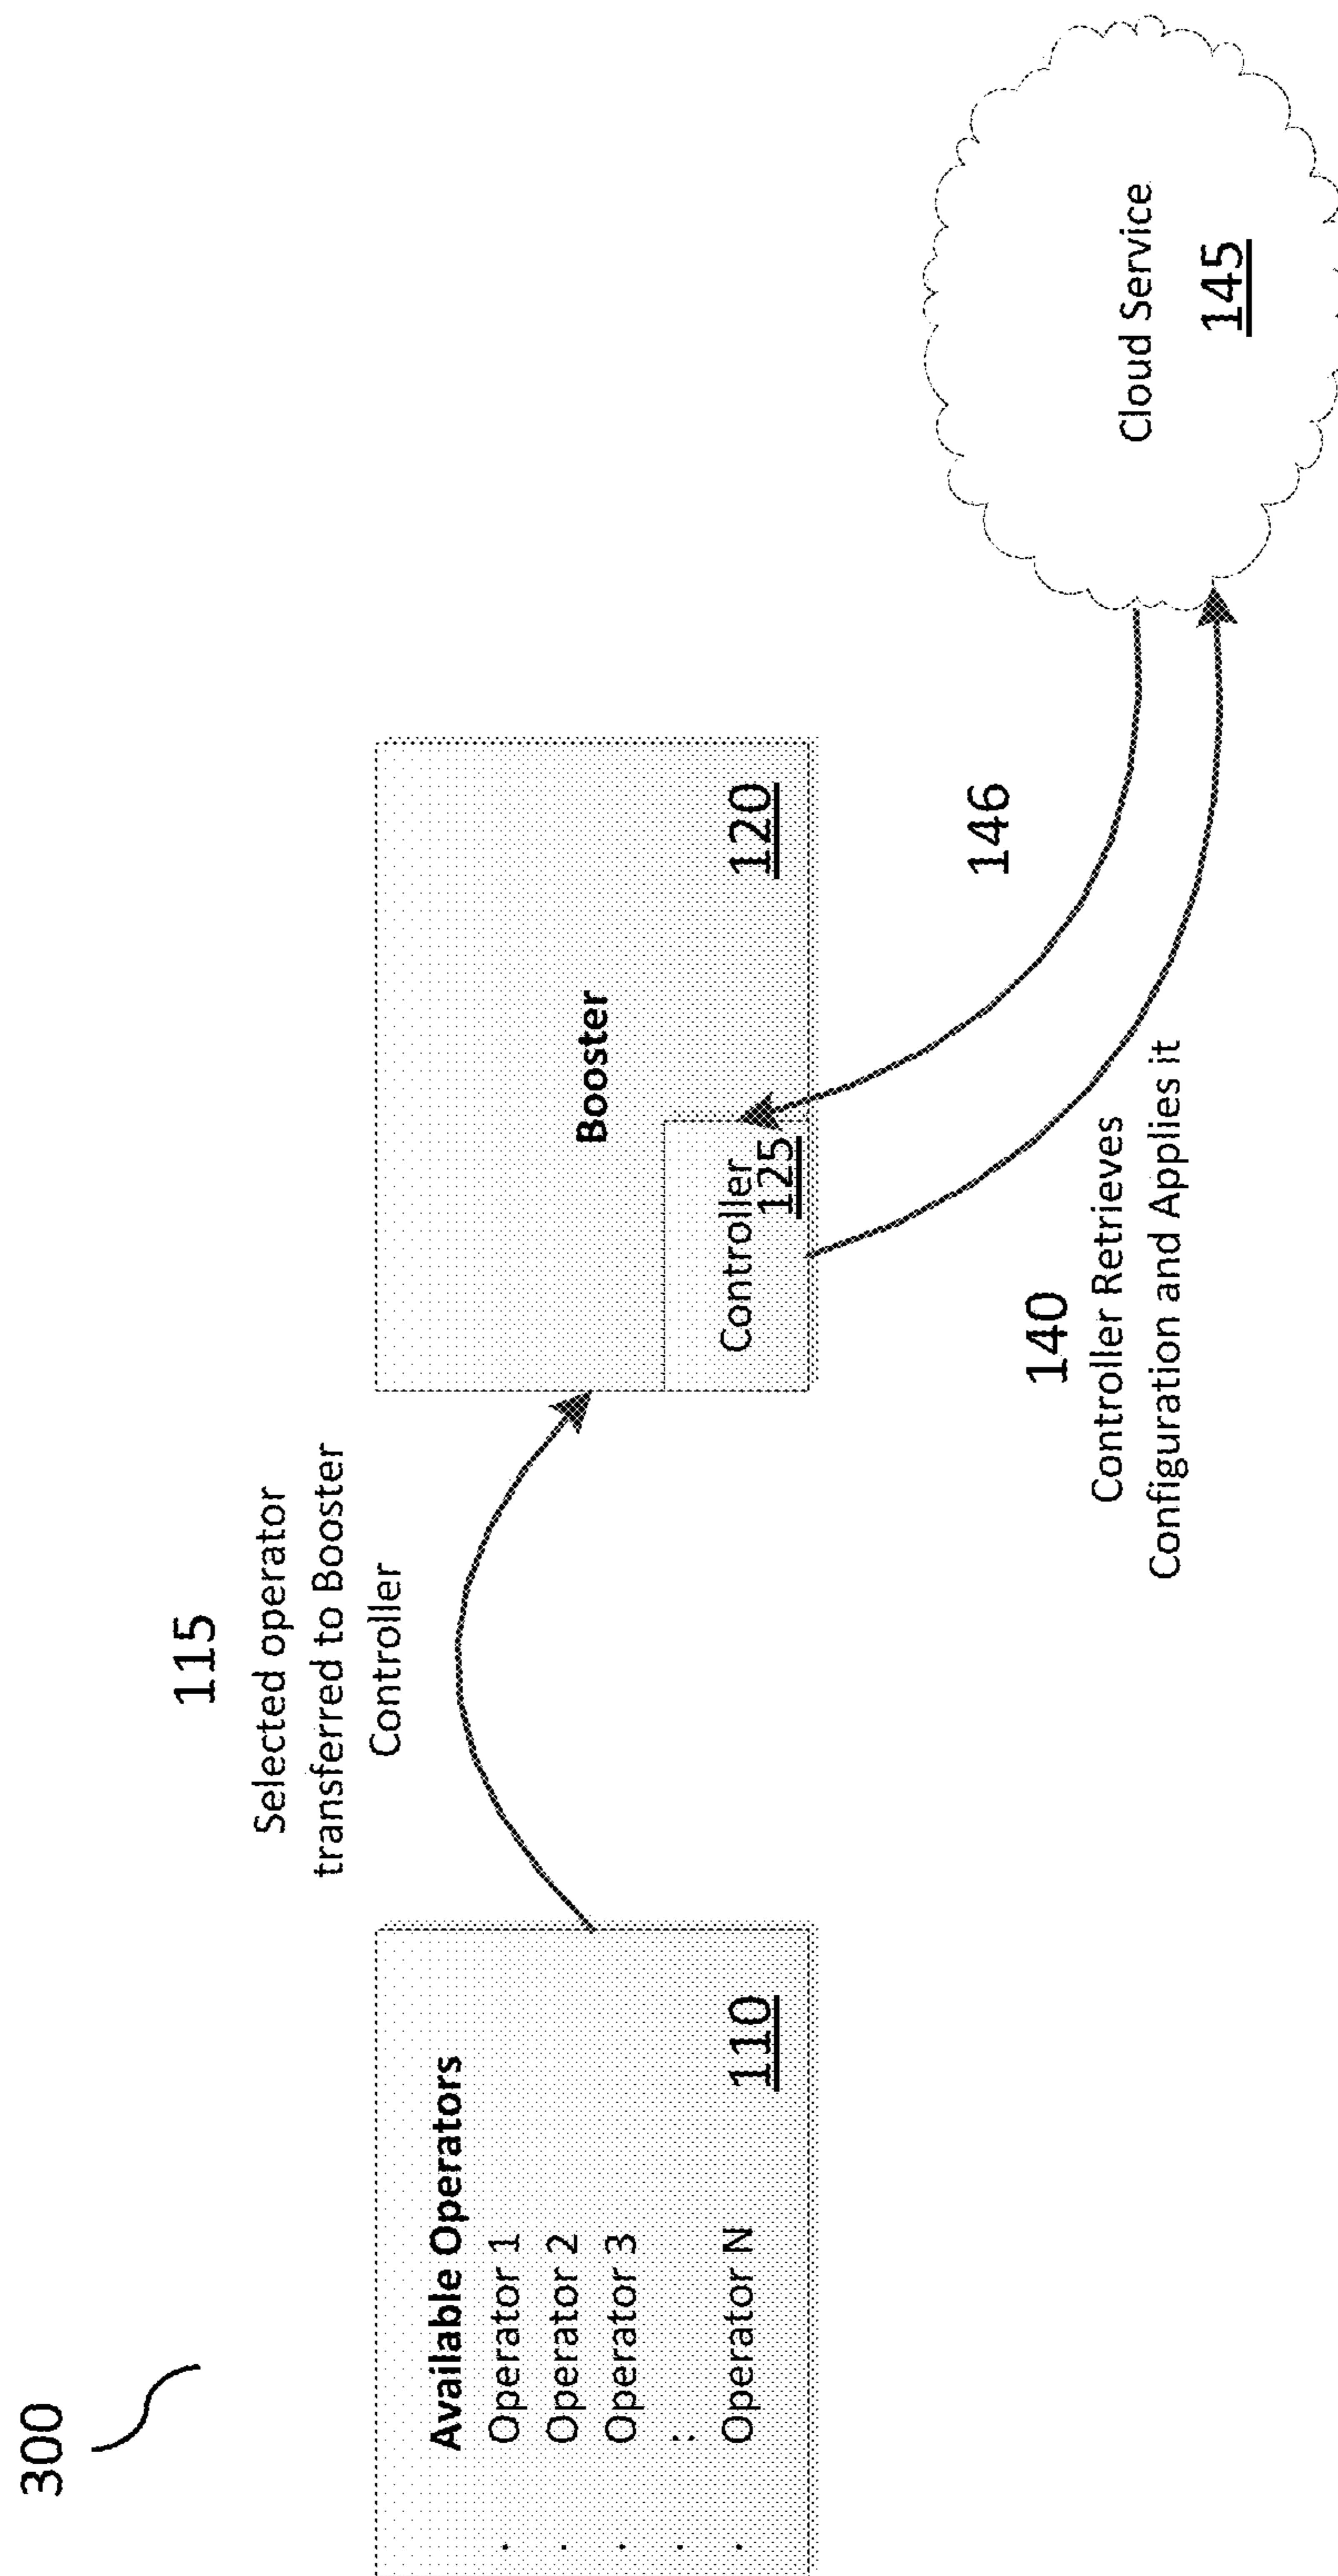 300
115
Selected operator
transferred to Booster
Controller
Available Operators
· Operator 1
· Operator 2
· Operator 3
· :
· Operator N
110
Booster
120
Controller
125
140
Controller Retrieves
Configuration and Applies it
146
Cloud Service
145